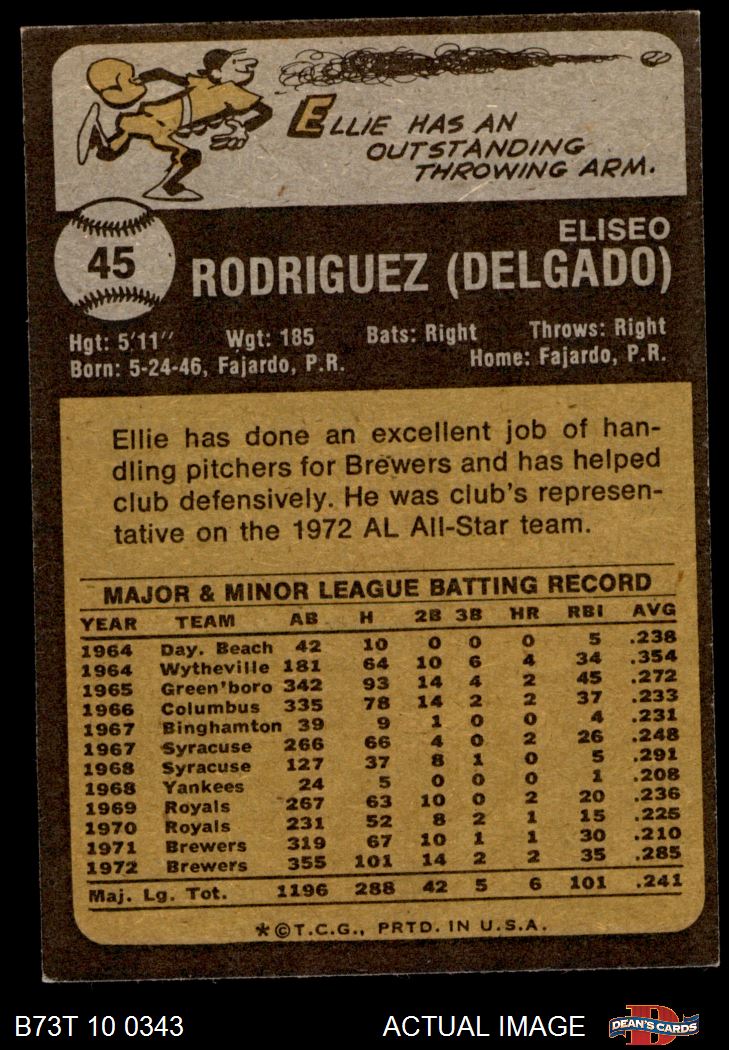 ELLIE HAS AN
OUTSTANDING
THROWING ARM.
45
ELISEO
RODRIGUEZ (DELGADO)
Hgt: 5'11" Wgt: 185 Bats: Right Throws: Right
Born: 5-24-46, Fajardo, P.R. Home: Fajardo, P.R.
Ellie has done an excellent job of han-
dling pitchers for Brewers and has helped
club defensively. He was club's represen-
tative on the 1972 AL All-Star team.
MAJOR & MINOR LEAGUE BATTING RECORD
YEAR TEAM AB H 2B 3B HR RBI AVG
1964 Day. Beach 42 10 0 0 0 5 .238
1964 Wytheville 181 64 10 6 4 34 .354
1965 Green'boro 342 93 14 4 2 45 .272
1966 Columbus 335 78 14 2 2 37 .233
1967 Binghamton 39 9 1 0 0 4 .231
1967 Syracuse 266 66 4 0 2 26 .248
1968 Syracuse 127 37 8 1 0 5 .291
1968 Yankees 24 5 0 0 0 1 .208
1969 Royals 267 63 10 0 2 20 .236
1970 Royals 231 52 8 2 1 15 .225
1971 Brewers 319 67 10 1 1 30 .210
1972 Brewers 355 101 14 2 2 35 .285
Maj. Lg. Tot. 1196 288 42 5 6 101 .241
*©T.C.G., PRTD. IN U.S.A.
B73T 10 0343 ACTUAL IMAGE D DEAN'S CARDS